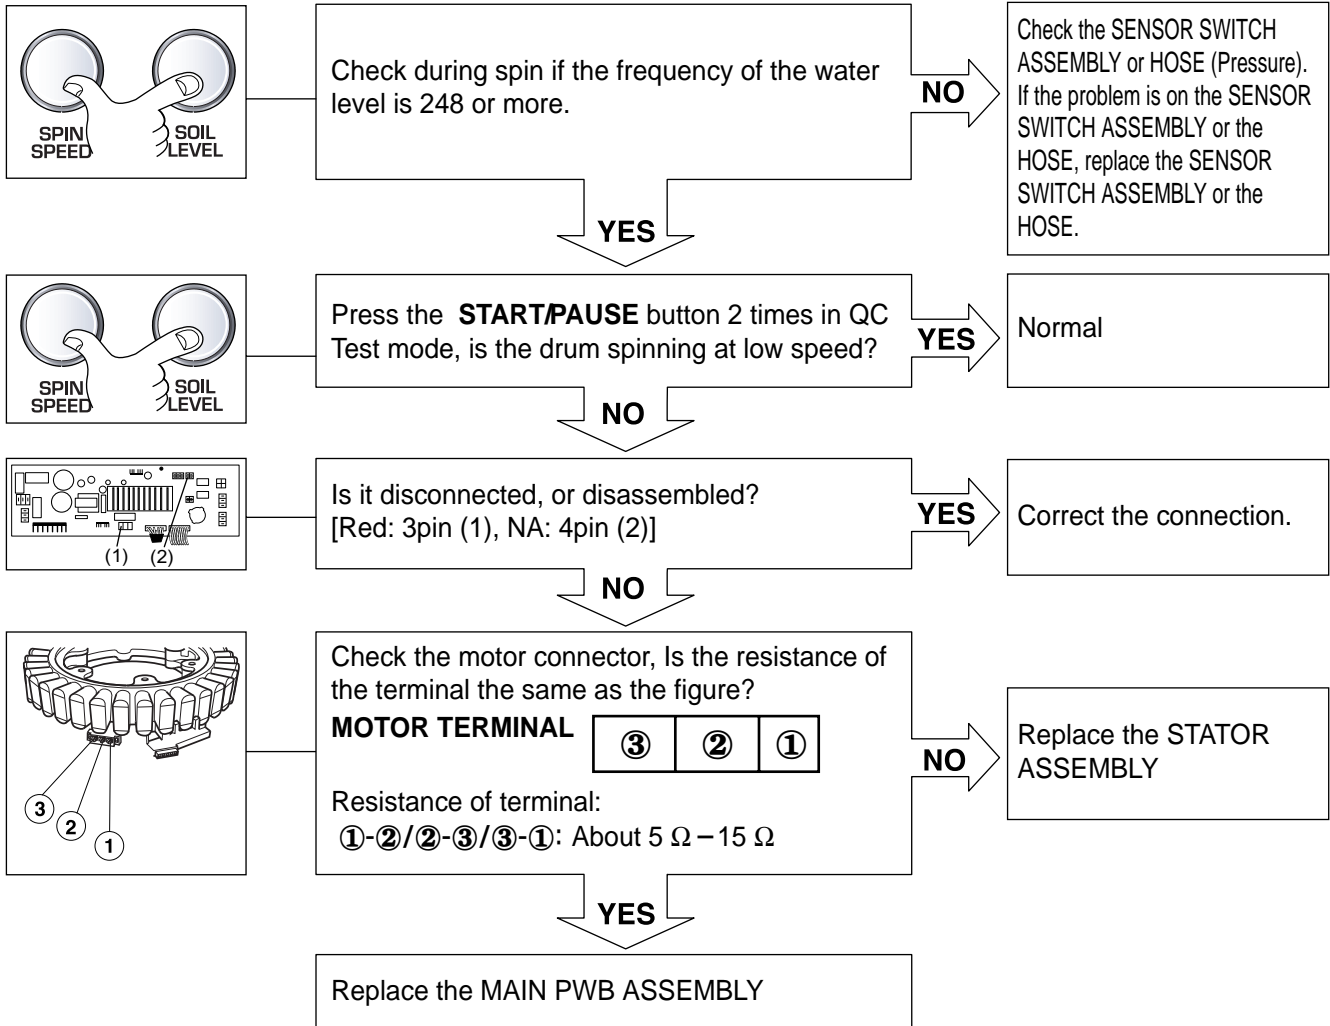 SPIN
SPEED
SOIL
LEVEL
Check during spin if the frequency of the water
level is 248 or more.
NO
Check the SENSOR SWITCH
ASSEMBLY or HOSE (Pressure).
If the problem is on the SENSOR
SWITCH ASSEMBLY or the
HOSE, replace the SENSOR
SWITCH ASSEMBLY or the
HOSE.
YES
SPIN
SPEED
SOIL
LEVEL
Press the START/PAUSE button 2 times in QC
Test mode, is the drum spinning at low speed?
YES
Normal
NO
(1) (2)
Is it disconnected, or disassembled?
[Red: 3pin (1), NA: 4pin (2)]
YES
Correct the connection.
NO
3
2
1
Check the motor connector, Is the resistance of
the terminal the same as the figure?
MOTOR TERMINAL ③ ② ①
Resistance of terminal:
①-②/②-③/③-①: About 5 Ω – 15 Ω
NO
Replace the STATOR
ASSEMBLY
YES
Replace the MAIN PWB ASSEMBLY